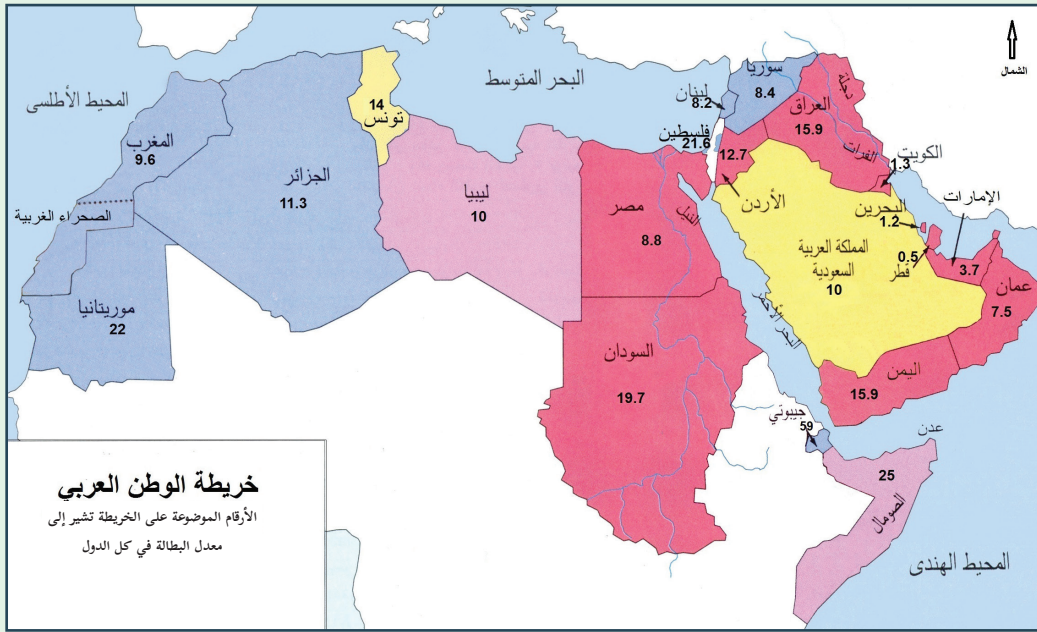 الشمال
البحر المتوسط
المحيط الأطلسى
سوريا
8.4
لبنان
8.2
العراق
15.9
دجلة
الفرات
فلسطين
21.6
12.7
الأردن
الكويت
1.3
البحرين
1.2
الإمارات
3.7
قطر
0.5
المملكة العربية
السعودية
10
عمان
7.5
اليمن
15.9
البحر الأحمر
تونس
14
المغرب
9.6
الجزائر
11.3
ليبيا
10
مصر
8.8
النيل
الصحراء الغربية
موريتانيا
22
السودان
19.7
جيبوتي
59
عدن
25
الصومال
المحيط الهندى
خريطة الوطن العربي
الأرقام الموضوعة على الخريطة تشير إلى
معدل البطالة في كل الدول